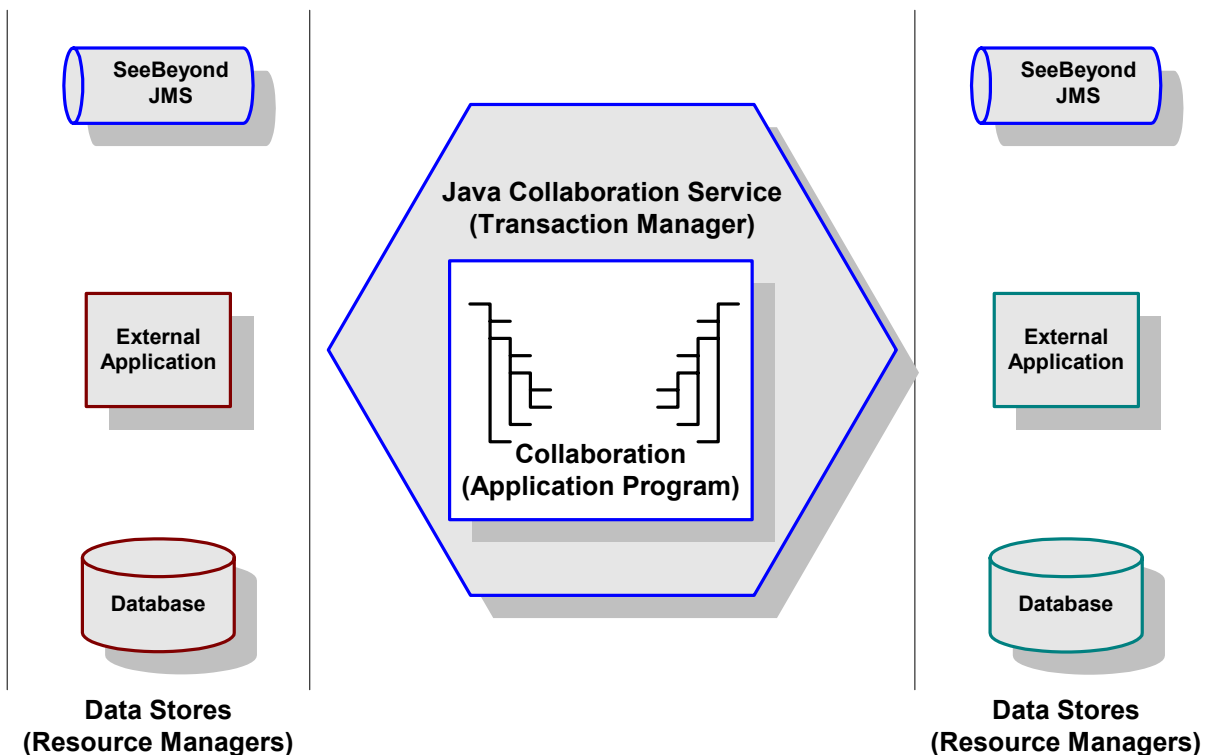 SeeBeyond
JMS
External
Application
Database
Data Stores
(Resource Managers)
Java Collaboration Service
(Transaction Manager)
Collaboration
(Application Program)
SeeBeyond
JMS
External
Application
Database
Data Stores
(Resource Managers)